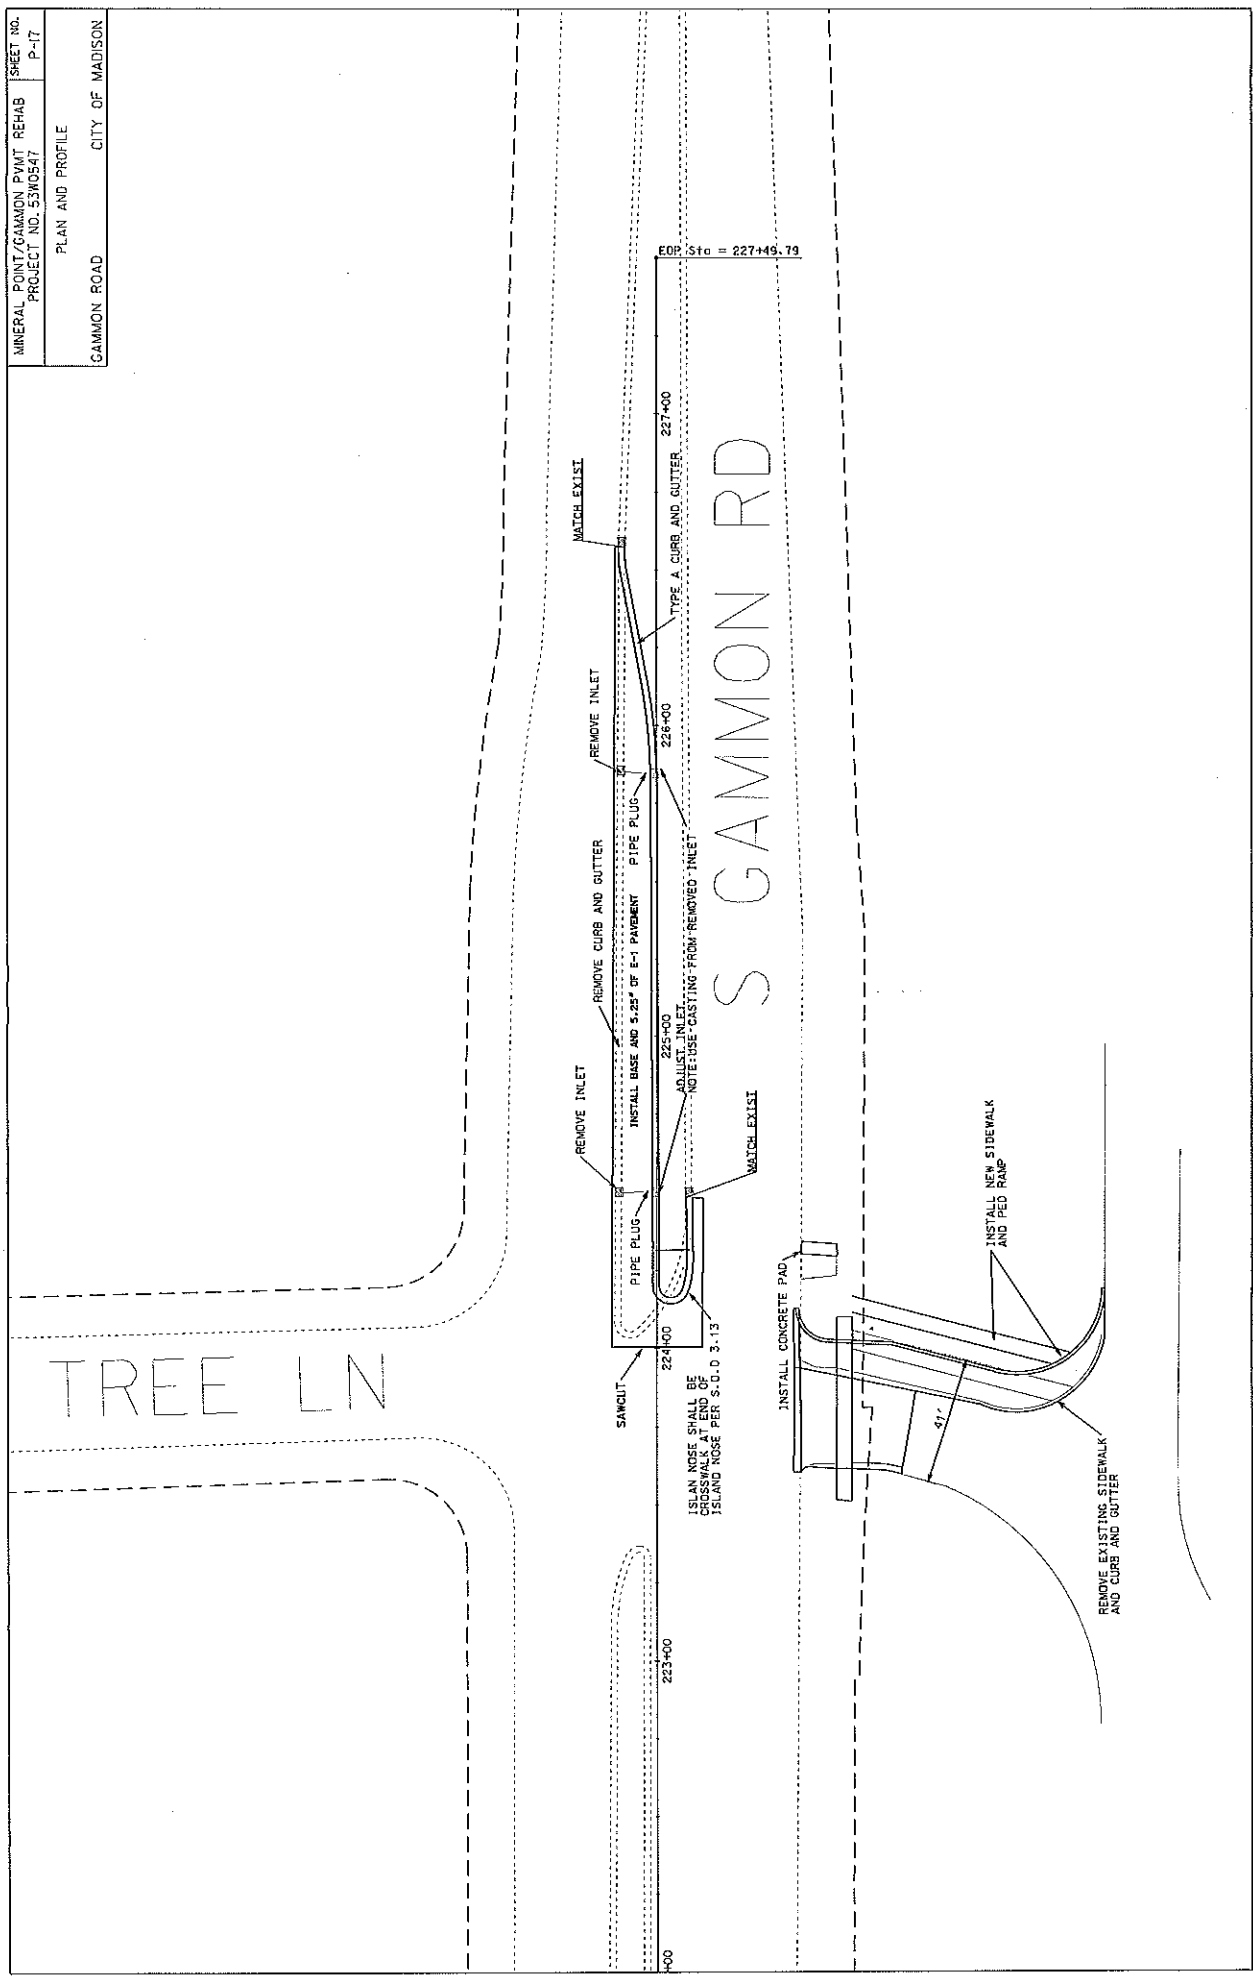 MINERAL POINT/GAMMON PVMT REHAB
PROJECT NO. 53W0547
SHEET NO.
P-17
PLAN AND PROFILE
GAMMON ROAD
CITY OF MADISON
EOP Sta = 227+49.79
227+00
MATCH EXIST
TYPE A CURB AND GUTTER
S GAMMON RD
REMOVE INLET
226+00
PIPE PLUG
REMOVE CURB AND GUTTER
INSTALL BASE AND 5.25" OF E-1 PAVEMENT
225+00
ADJUST INLET
NOTE: USE CASTING FROM REMOVED INLET
REMOVE INLET
PIPE PLUG
MATCH EXIST
TREE LN
SAWCUT
224+00
ISLAN NOSE SHALL BE
CROSSWALK AT END OF
ISLAND NOSE PER S.D.D 3.13
INSTALL CONCRETE PAD
INSTALL NEW SIDEWALK
AND PED RAMP
41'
REMOVE EXISTING SIDEWALK
AND CURB AND GUTTER
223+00
+00